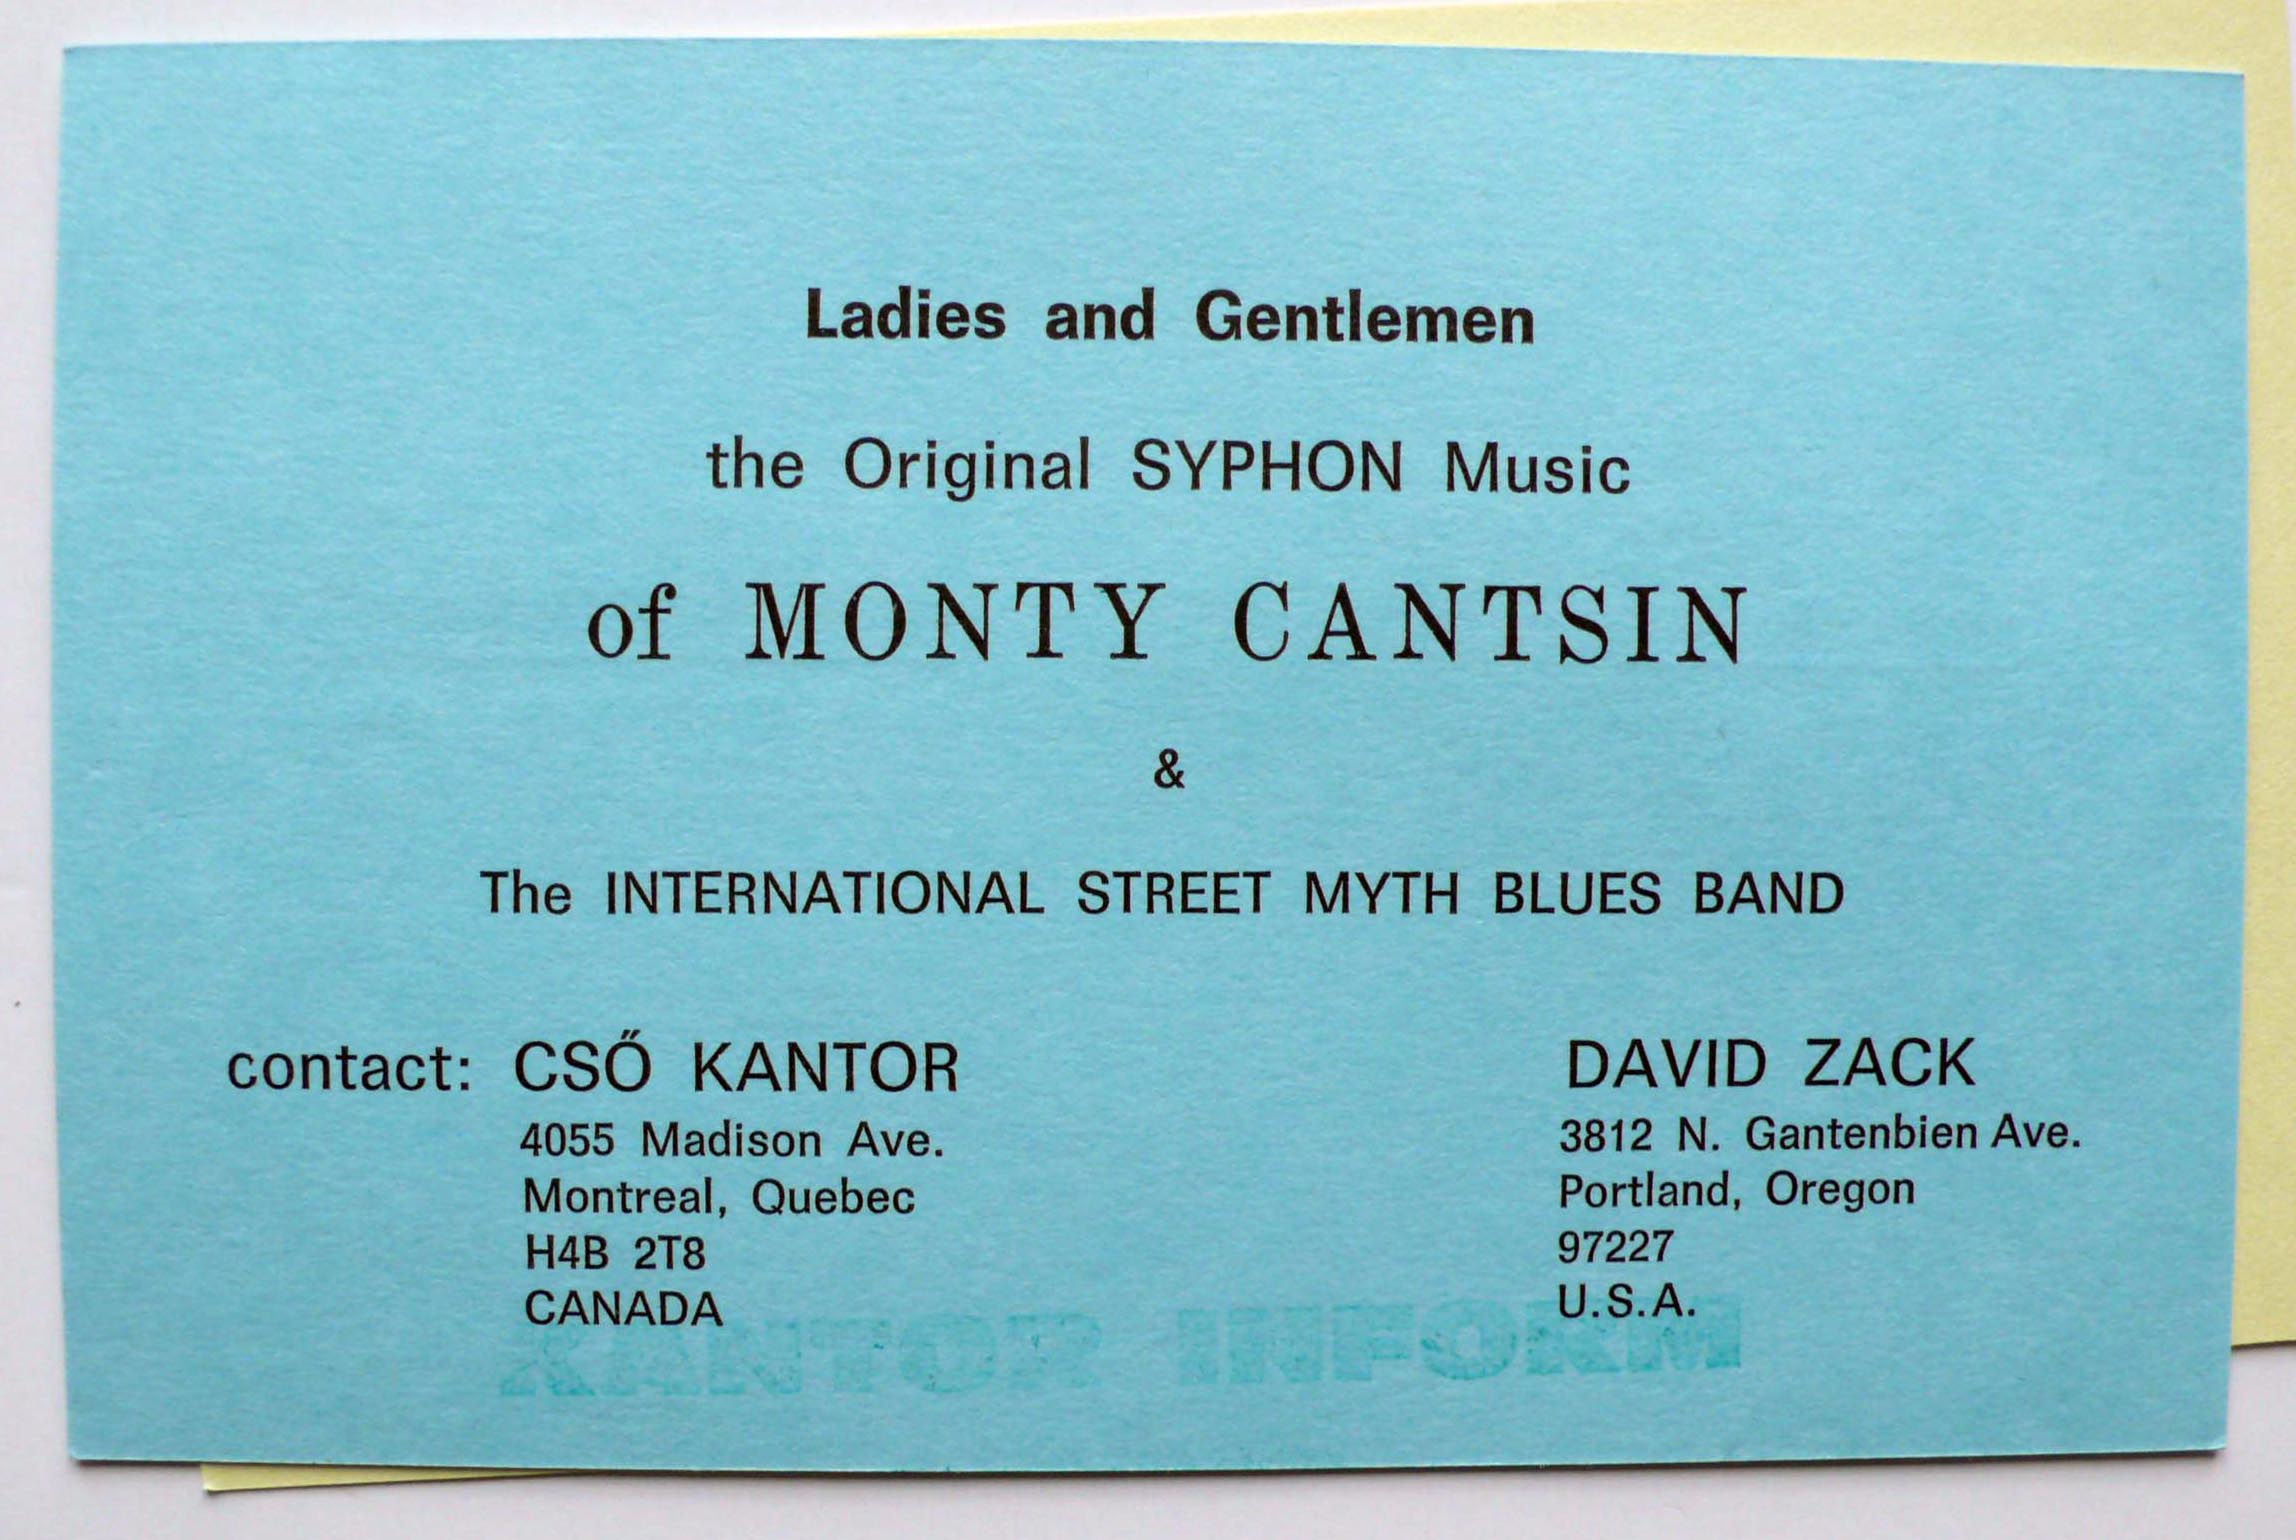 Ladies and Gentlemen
the Original SYPHON Music
of MONTY CANTSIN
&
The INTERNATIONAL STREET MYTH BLUES BAND
contact: CSŐ KANTOR
4055 Madison Ave.
Montreal, Quebec
H4B 2T8
CANADA
DAVID ZACK
3812 N. Gantenbien Ave.
Portland, Oregon
97227
U.S.A.
KANTOR INFORM